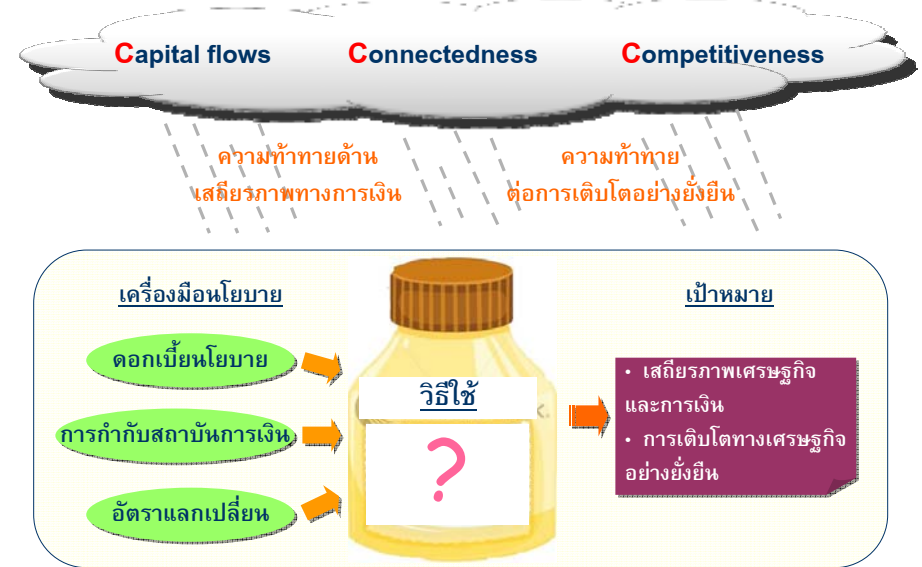 Capital flows Connectedness Competitiveness
ความท้าทายด้าน
เสถียรภาพทางการเงิน
ความท้าทาย
ต่อการเติบโตอย่างยั่งยืน
เครื่องมือนโยบาย
ดอกเบี้ยนโยบาย
การกำกับสถาบันการเงิน
อัตราแลกเปลี่ยน
วิธีใช้
?
เป้าหมาย
• เสถียรภาพเศรษฐกิจ
และการเงิน
• การเติบโตทางเศรษฐกิจ
อย่างยั่งยืน